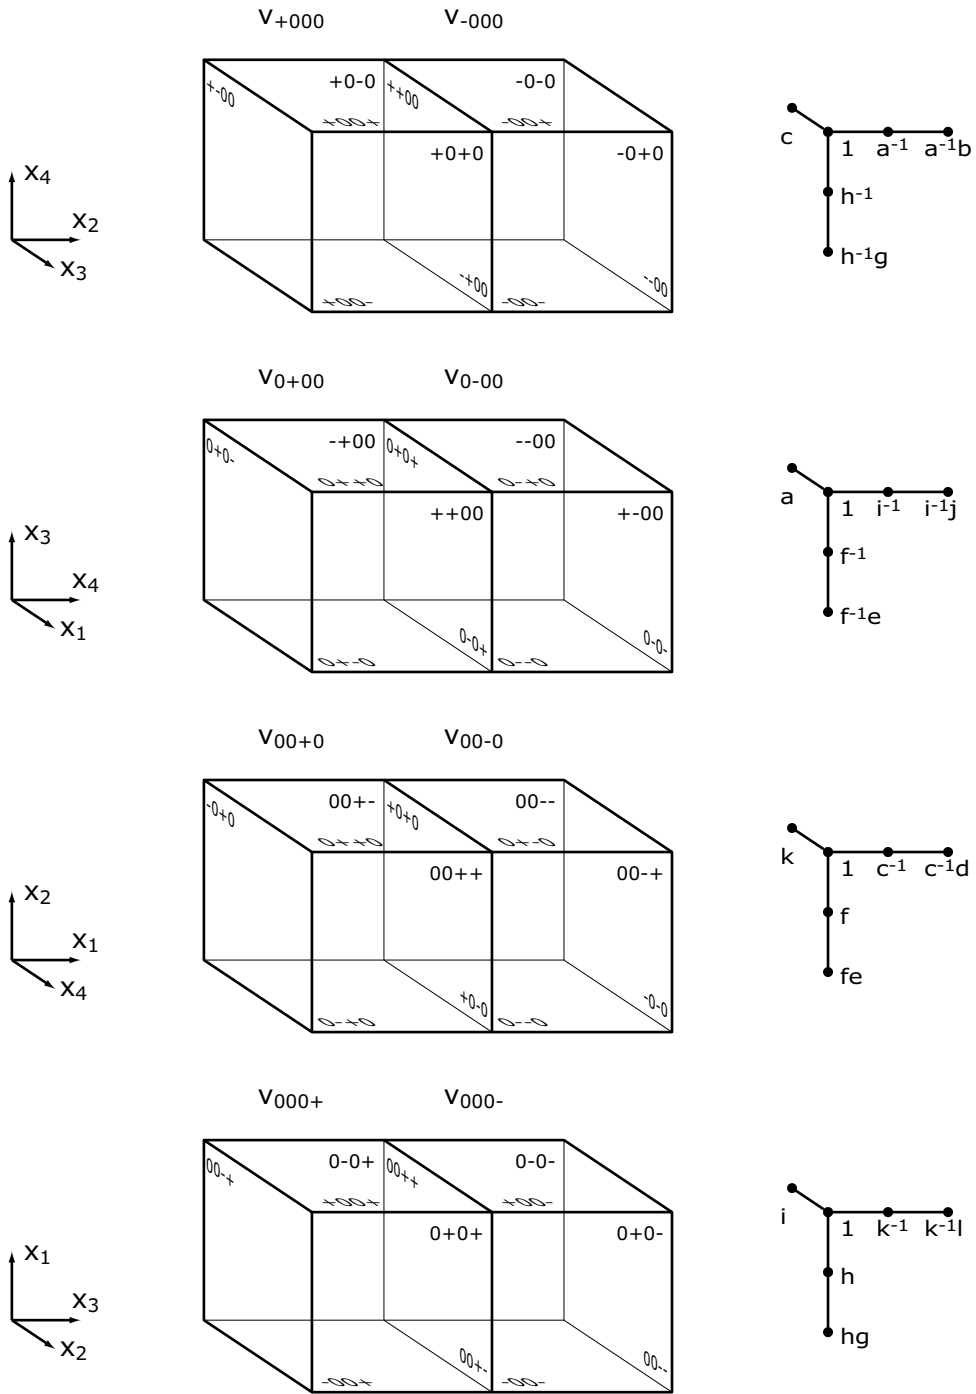 v+000 v-000
+-00 +0-0 ++00 -0-0
+00+ -00+
c 1 a-1 a-1b
+0+0 -0+0
x4
h-1
x2
x3
-+00 --00
h-1g
+00- -00-
v0+00 v0-00
0+0- -+00 0+0+ --00
0++0 0-+0
a 1 i-1 i-1j
++00 +-00
x3
f-1
x4
x1
0-0+ 0-0-
f-1e
0+-0 0--0
v00+0 v00-0
-0+0 00+- +0+0 00--
0++0 0+-0
k 1 c-1 c-1d
00++ 00-+
x2
f
x1
x4
+0-0 -0-0
fe
0-+0 0--0
v000+ v000-
00-+ 0-0+ 00++ 0-0-
+00+ +00-
i 1 k-1 k-1l
0+0+ 0+0-
x1
h
x3
x2
00+- 00--
hg
-00+ -00-